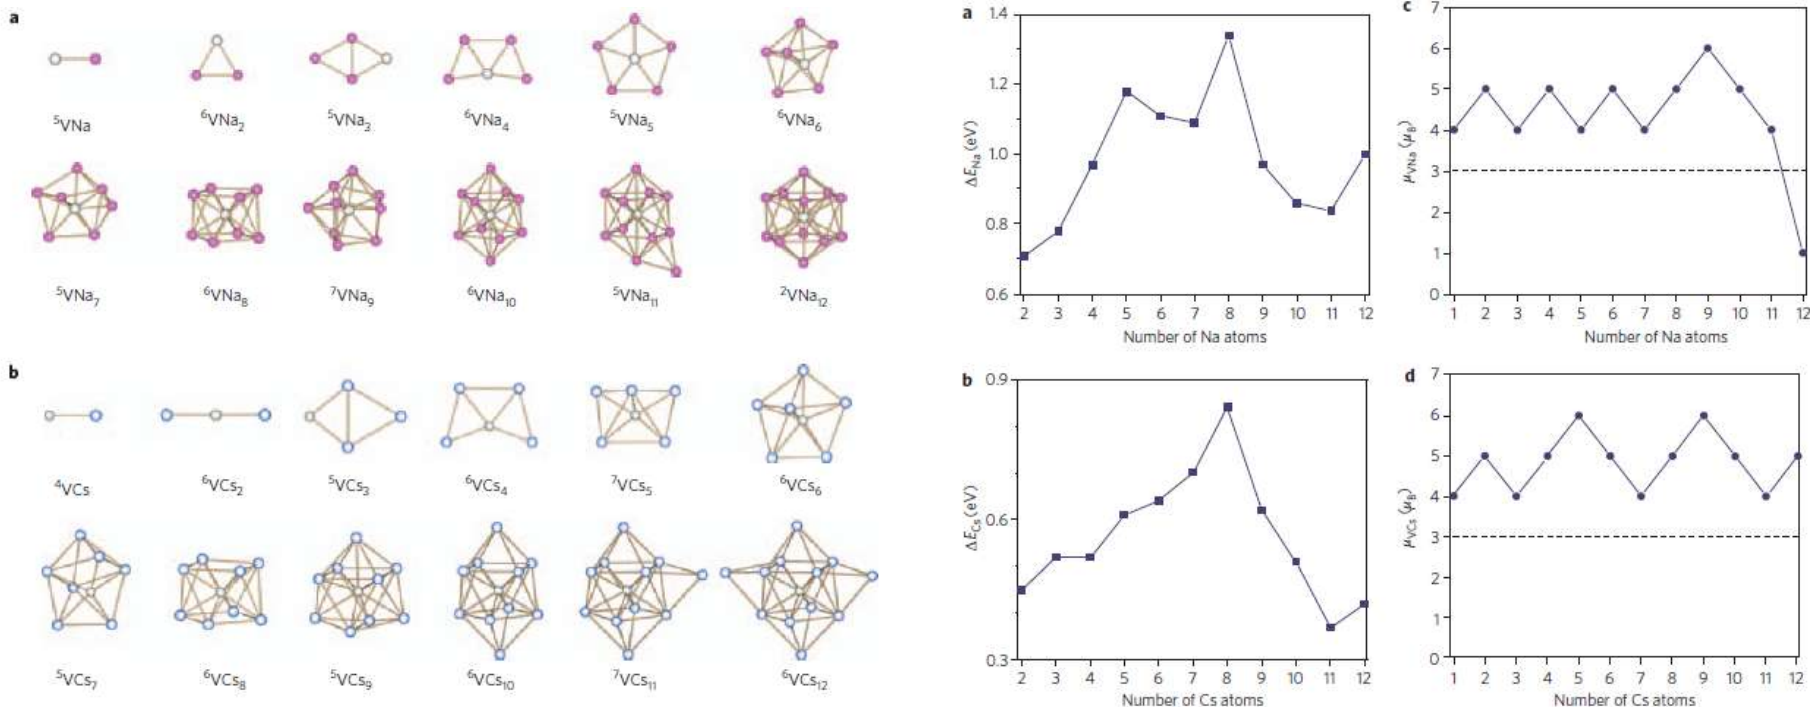 a
⁵VNa
⁶VNa₂
⁵VNa₃
⁶VNa₄
⁵VNa₅
⁶VNa₆
⁵VNa₇
⁶VNa₈
⁷VNa₉
⁶VNa₁₀
⁵VNa₁₁
²VNa₁₂
b
⁴VCs
⁶VCs₂
⁵VCs₃
⁶VCs₄
⁷VCs₅
⁶VCs₆
⁵VCs₇
⁶VCs₈
⁵VCs₉
⁶VCs₁₀
⁷VCs₁₁
⁶VCs₁₂
a
ΔE_Na (eV)
1.4
1.2
1.0
0.8
0.6
2 3 4 5 6 7 8 9 10 11 12
Number of Na atoms
c
μ_VNa (μ_B)
7
6
5
4
3
2
1
0
1 2 3 4 5 6 7 8 9 10 11 12
Number of Na atoms
b
ΔE_Cs (eV)
0.9
0.6
0.3
2 3 4 5 6 7 8 9 10 11 12
Number of Cs atoms
d
μ_VCs (μ_B)
7
6
5
4
3
2
1
0
1 2 3 4 5 6 7 8 9 10 11 12
Number of Cs atoms